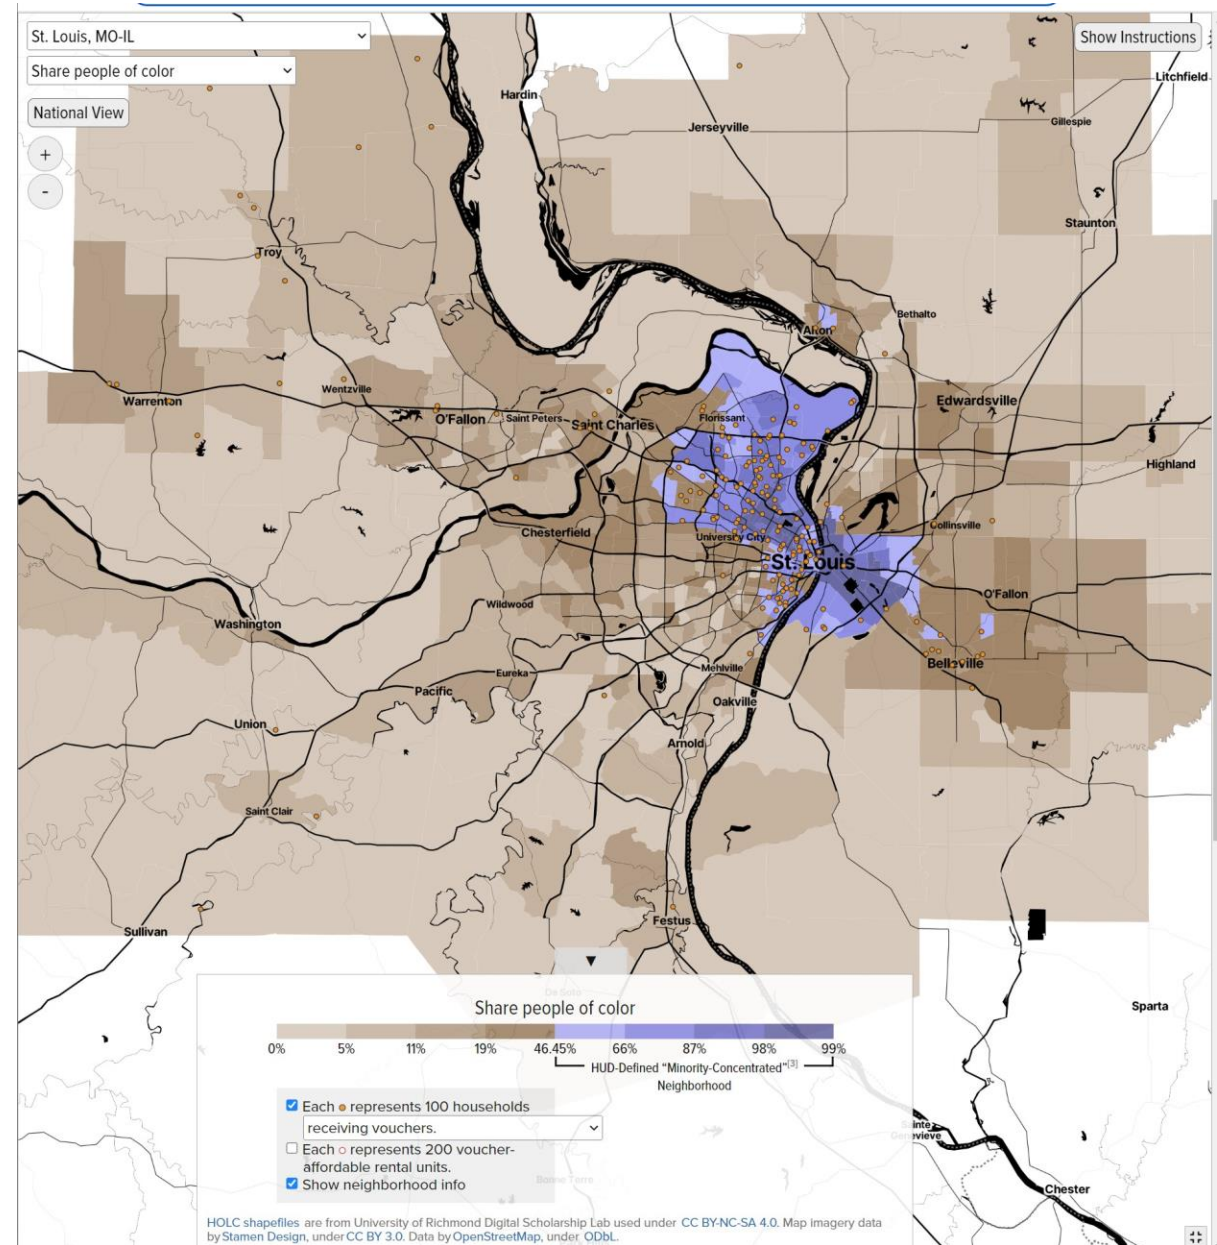 St. Louis, MO-IL
Show Instructions
Share people of color
National View
+
-
Hardin
Litchfield
Jerseyville
Gillespie
Staunton
Troy
Bethalto
Alton
Wentzville
Warrenton
O'Fallon
Saint Peters
Saint Charles
Florissant
Edwardsville
Highland
Chesterfield
University City
Collinsville
St. Louis
O'Fallon
Wildwood
Washington
Belleville
Eureka
Mehlville
Pacific
Oakville
Union
Arnold
Saint Clair
Festus
Sullivan
▼
De Soto
Share people of color
Sparta
0% 5% 11% 19% 46.45% 66% 87% 98% 99%
HUD-Defined "Minority-Concentrated"[3]
Neighborhood
Each represents 100 households
receiving vouchers.
Sainte
Genevieve
Each represents 200 voucher-
affordable rental units.
Show neighborhood info
Bonne Terre
Chester
HOLC shapefiles are from University of Richmond Digital Scholarship Lab used under CC BY-NC-SA 4.0. Map imagery data
by Stamen Design, under CC BY 3.0. Data by OpenStreetMap, under ODbL.